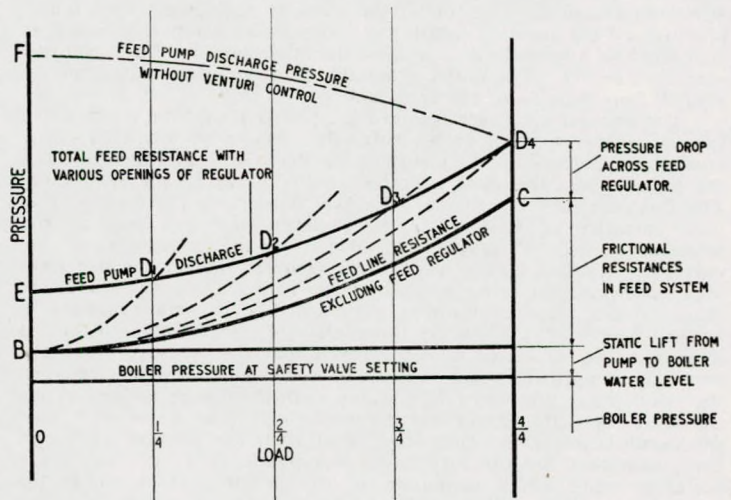 F
FEED PUMP DISCHARGE PRESSURE
WITHOUT VENTURI CONTROL
D4
PRESSURE DROP
ACROSS FEED
REGULATOR.
TOTAL FEED RESISTANCE WITH
VARIOUS OPENINGS OF REGULATOR
PRESSURE
D3
C
D2
D1
FEED PUMP DISCHARGE
FEED LINE RESISTANCE
EXCLUDING FEED REGULATOR
FRICTIONAL
RESISTANCES
IN FEED SYSTEM
E
B
STATIC LIFT FROM
PUMP TO BOILER
WATER LEVEL
BOILER PRESSURE AT SAFETY VALVE SETTING
BOILER PRESSURE
0 1/4 2/4 3/4 4/4
LOAD